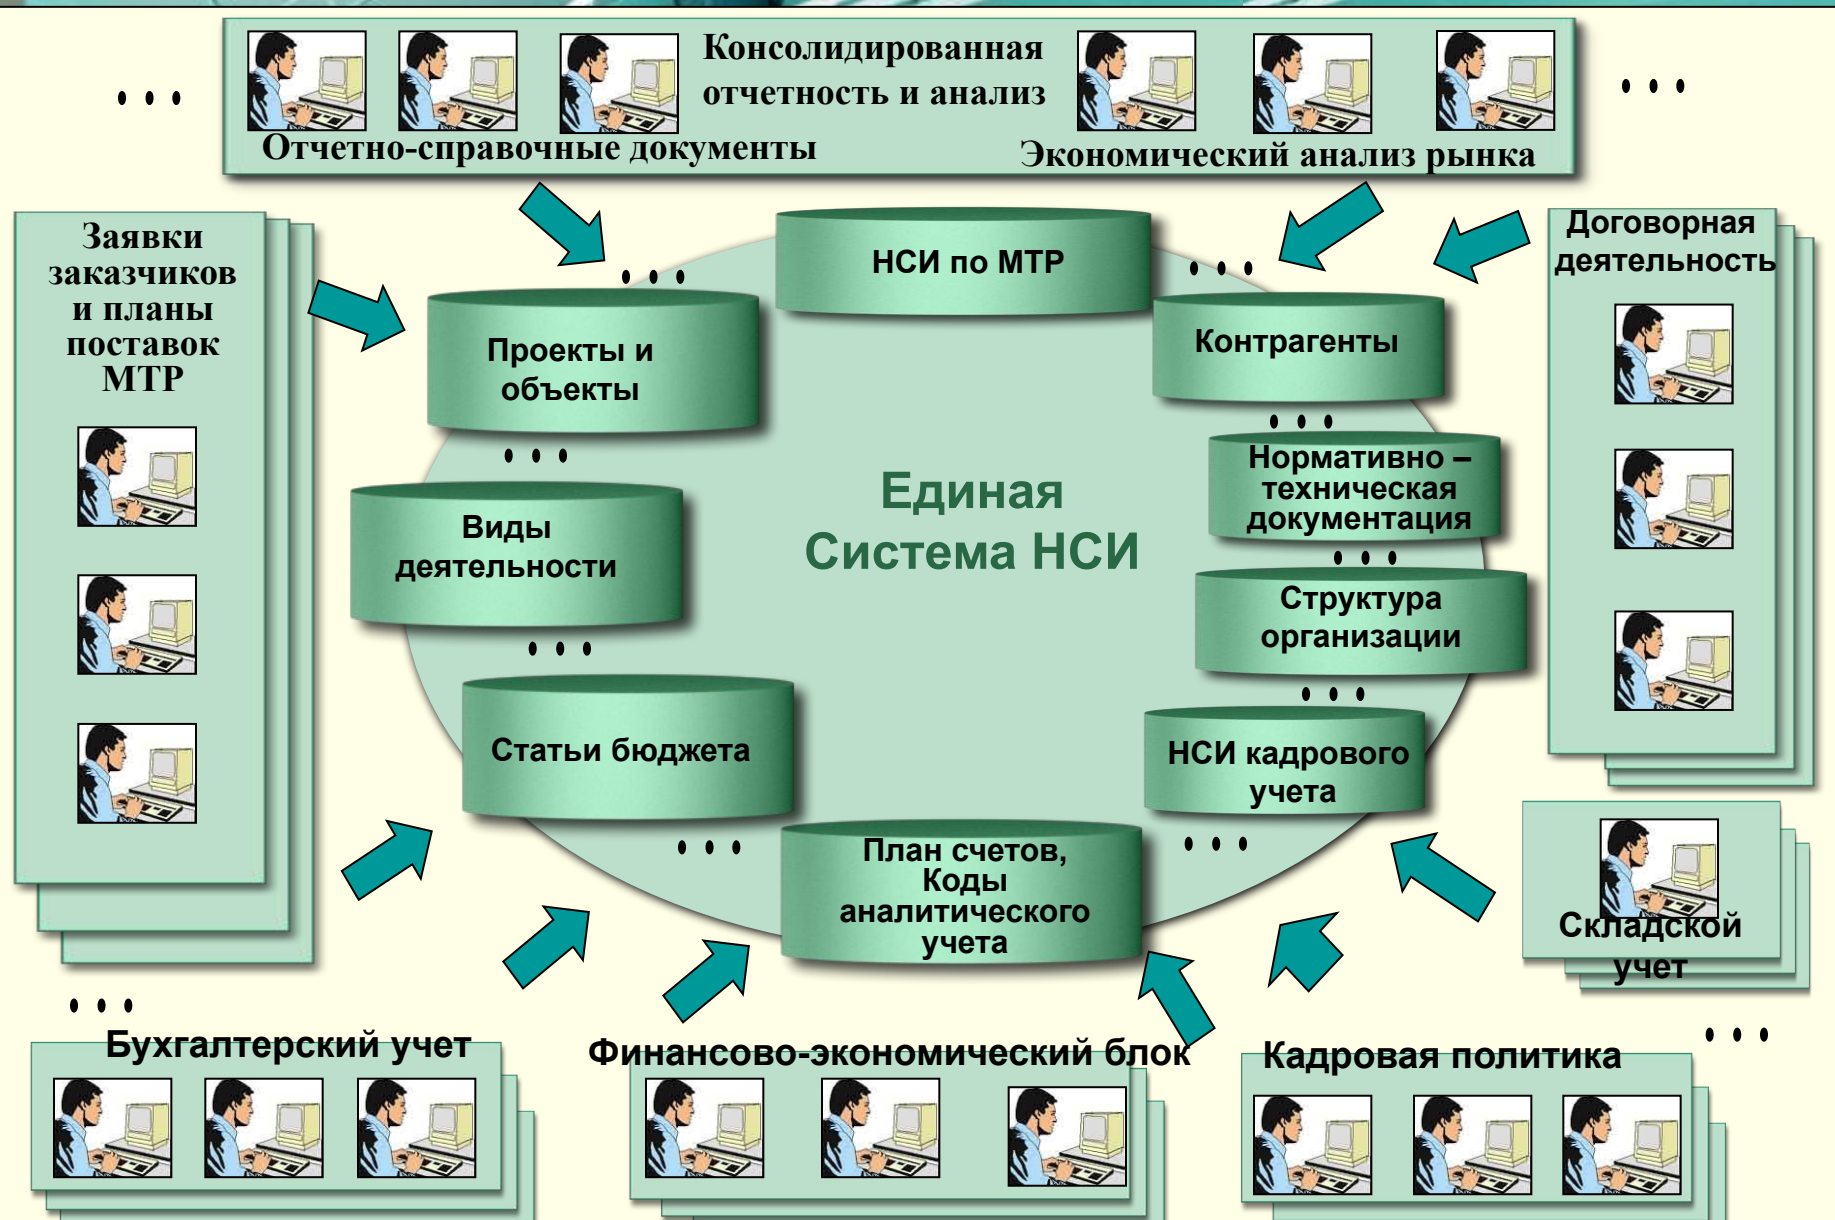 Консолидированная
отчетность и анализ
Отчетно-справочные документы
Экономический анализ рынка
Заявки
заказчиков
и планы
поставок
МТР
Договорная
деятельность
НСИ по МТР
Проекты и
объекты
Контрагенты
Виды
деятельности
Единая
Система НСИ
Нормативно –
техническая
документация
Структура
организации
Статьи бюджета
НСИ кадрового
учета
План счетов,
Коды
аналитического
учета
Складской
учет
Бухгалтерский учет
Финансово-экономический блок
Кадровая политика